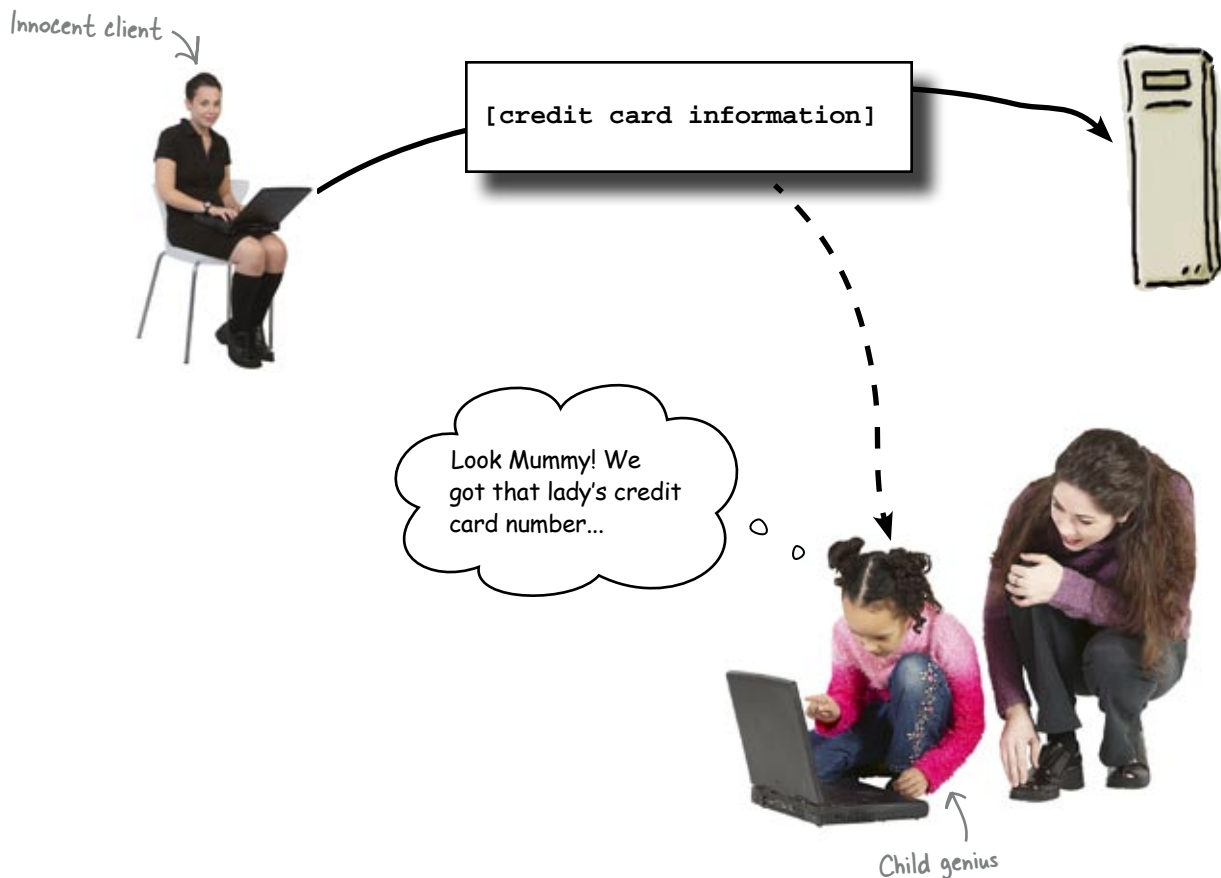 Innocent client
[credit card information]
Look Mummy! We
got that lady's credit
card number...
Child genius